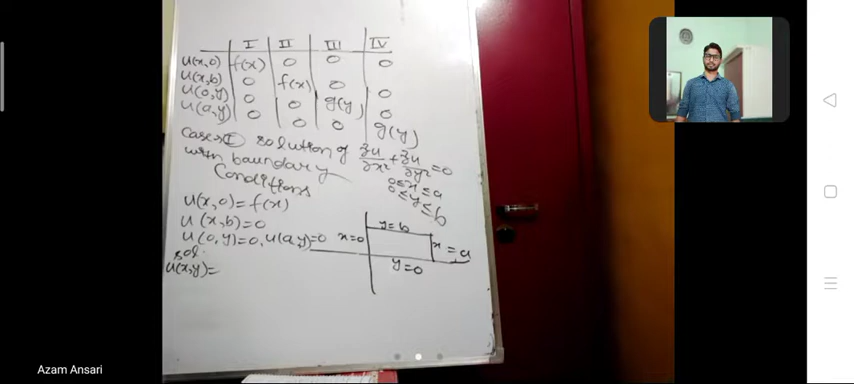 I II III IV
u(x,0) f(x) 0 0 0
u(x,b) 0 f(x) 0
u(0,y) 0 0 g(y) 0
u(a,y) 0 0 0 0
g(y)
Case I solution of ∂²u/∂x² + ∂²u/∂y² = 0
with boundary
Conditions
0≤x≤a
0≤y≤b
u(x,0)=f(x)
u(x,b)=0
u(0,y)=0, u(a,y)=0
sol.
u(x,y)=
y=b
x=0
x=a
y=0
Azam Ansari